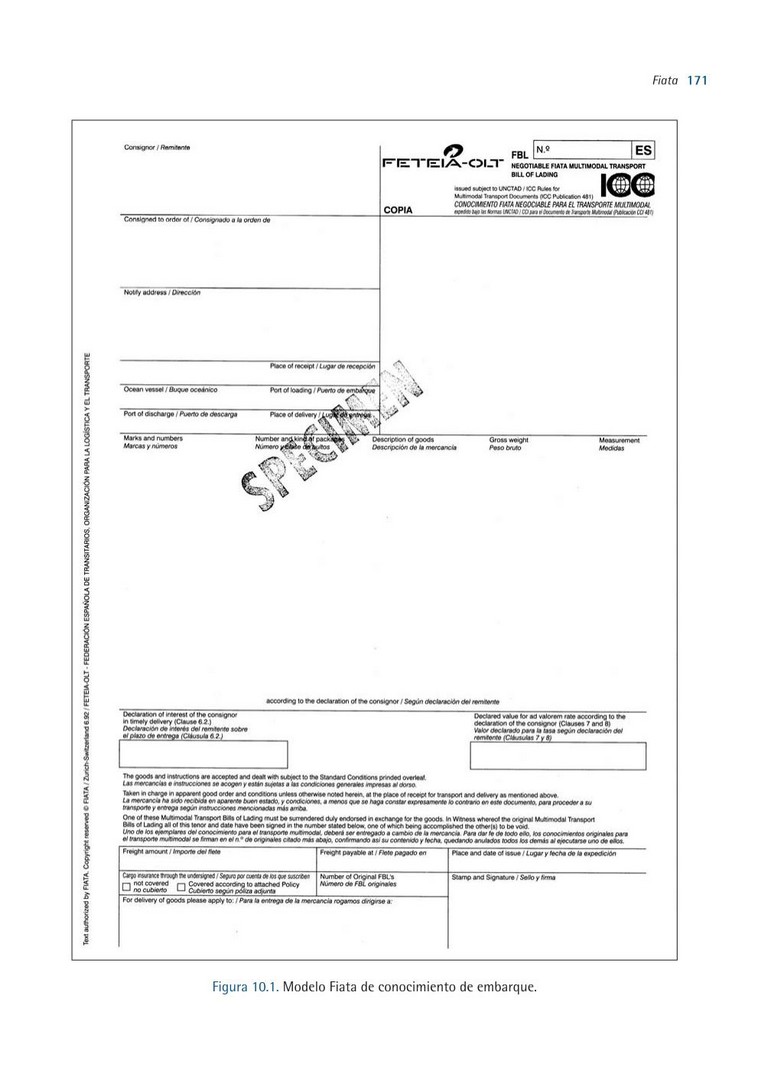 Fiata 171
Consignor / Remitente
FETEIA-OLT
FBL
N.º
ES
NEGOTIABLE FIATA MULTIMODAL TRANSPORT
BILL OF LADING
ICC
issued subject to UNCTAD / ICC Rules for
Multimodal Transport Documents (ICC Publication 481)
CONOCIMIENTO FIATA NEGOCIABLE PARA EL TRANSPORTE MULTIMODAL
expedido bajo las Normas UNCTAD / CCI para el Documento de Transporte Multimodal (Publicación CCI 481)
COPIA
Consigned to order of / Consignado a la orden de
Notify address / Dirección
Place of receipt / Lugar de recepción
Ocean vessel / Buque oceánico
Port of loading / Puerto de embarque
Port of discharge / Puerto de descarga
Place of delivery / Lugar de entrega
SPECIMEN
Marks and numbers
Marcas y números
Number and kind of packages
Número y clase de bultos
Description of goods
Descripción de la mercancía
Gross weight
Peso bruto
Measurement
Medidas
according to the declaration of the consignor / Según declaración del remitente
Declaration of interest of the consignor
in timely delivery (Clause 6.2.)
Declaración de interés del remitente sobre
el plazo de entrega (Cláusula 6.2.)
Declared value for ad valorem rate according to the
declaration of the consignor (Clauses 7 and 8)
Valor declarado para la tasa según declaración del
remitente (Cláusulas 7 y 8)
The goods and instructions are accepted and dealt with subject to the Standard Conditions printed overleaf.
Las mercancías e instrucciones se acogen y están sujetas a las condiciones generales impresas al dorso.
Taken in charge in apparent good order and conditions unless otherwise noted herein, at the place of receipt for transport and delivery as mentioned above.
La mercancía ha sido recibida en aparente buen estado, y condiciones, a menos que se haga constar expresamente lo contrario en este documento, para proceder a su
transporte y entrega según instrucciones mencionadas más arriba.
One of these Multimodal Transport Bills of Lading must be surrendered duly endorsed in exchange for the goods. In Witness whereof the original Multimodal Transport
Bills of Lading all of this tenor and date have been signed in the number stated below, one of which being accomplished the other(s) to be void.
Uno de los ejemplares del conocimiento para el transporte multimodal, deberá ser entregado a cambio de la mercancía. Para dar fe de todo ello, los conocimientos originales para
el transporte multimodal se firman en el n.º de originales citado más abajo, confirmando así su contenido y fecha, quedando anulados todos los demás al ejecutarse uno de ellos.
Freight amount / Importe del flete
Freight payable at / Flete pagado en
Place and date of issue / Lugar y fecha de la expedición
Cargo insurance through the undersigned / Seguro por cuenta de los que suscriben
not covered
no cubierto
Covered according to attached Policy
Cubierto según póliza adjunta
Number of Original FBL's
Número de FBL originales
Stamp and Signature / Sello y firma
For delivery of goods please apply to: / Para la entrega de la mercancía rogamos dirigirse a:
Text authorized by FIATA. Copyright reserved © FIATA / Zurich-Switzerland 6.92 / FETEIA-OLT - FEDERACIÓN ESPAÑOLA DE TRANSITARIOS, ORGANIZACIÓN PARA LA LOGÍSTICA Y EL TRANSPORTE
Figura 10.1. Modelo Fiata de conocimiento de embarque.